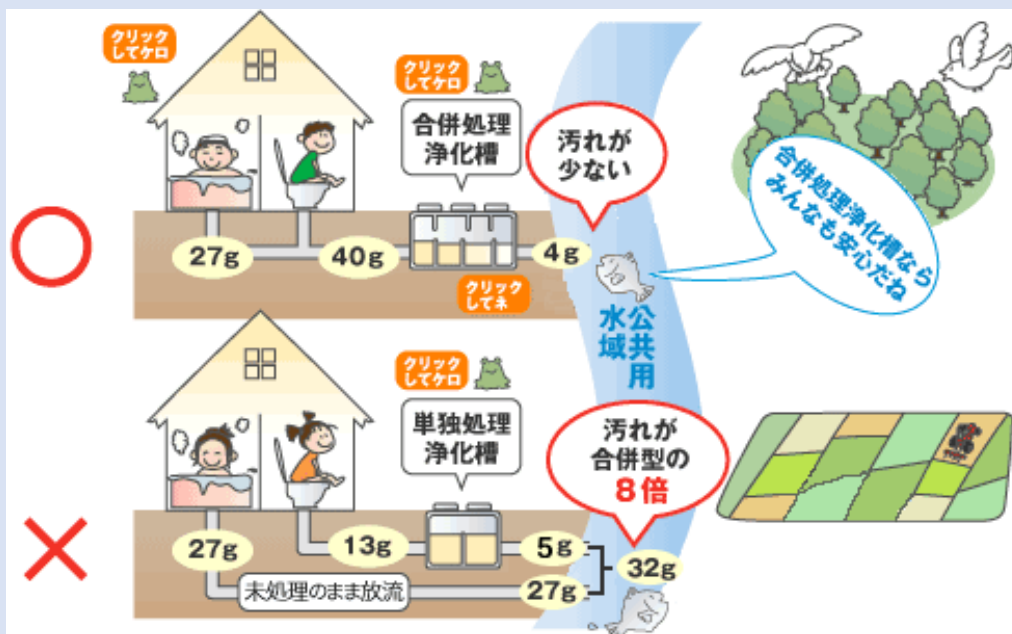 クリック
してケロ
クリック
してケロ
合併処理
浄化槽
汚れが
少ない
合併処理浄化槽なら
みんなも安心だね
27g
40g
4g
クリック
してネ
公共用
水域
クリック
してケロ
単独処理
浄化槽
汚れが
合併型の
8倍
27g
13g
5g
32g
未処理のまま放流
27g